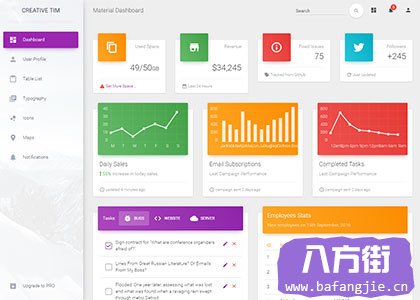 CREATIVE TIM
Material Dashboard
Search
Dashboard
User Profile
Table List
Typography
Icons
Maps
Notifications
Upgrade to PRO
Used Space
49/50GB
Get More Space...
Revenue
$34,245
Last 24 Hours
Fixed Issues
75
Tracked from Github
Followers
+245
Just Updated
Daily Sales
55% increase in today sales.
updated 4 minutes ago
Email Subscriptions
Last Campaign Performance
campaign sent 2 days ago
Completed Tasks
Last Campaign Performance
campaign sent 2 days ago
Tasks:
BUGS
WEBSITE
SERVER
Sign contract for "What are conference organizers
afraid of?"
Lines From Great Russian Literature? Or E-mails
From My Boss?
Flooded: One year later, assessing what was lost
and what was found when a ravaging rain swept
through metro Detroit
Employees Stats
New employees on 15th September, 2016
八方街
www.bafangjie.cn